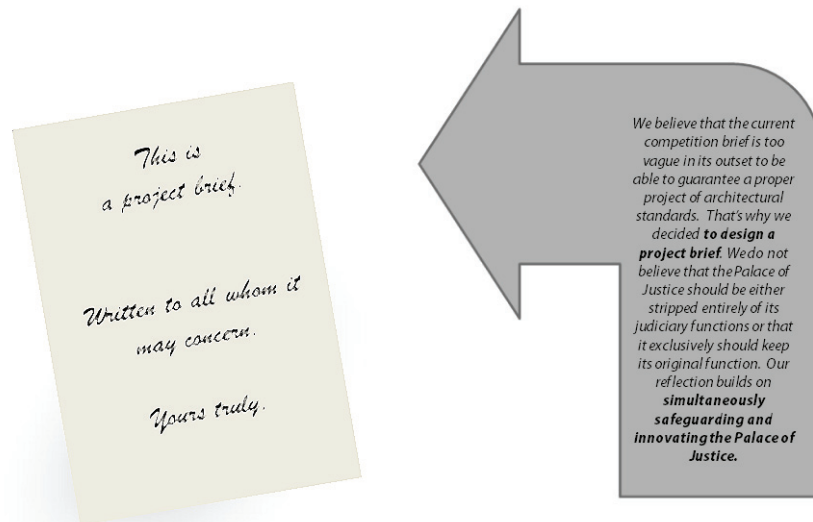 This is
a project brief.
Written to all whom it
may concern.
Yours truly.
We believe that the current
competition brief is too
vague in its outset to be
able to guarantee a proper
project of architectural
standards. That's why we
decided to design a
project brief. We do not
believe that the Palace of
Justice should be either
stripped entirely of its
judiciary functions or that
it exclusively should keep
its original function. Our
reflection builds on
simultaneously
safeguarding and
innovating the Palace of
Justice.